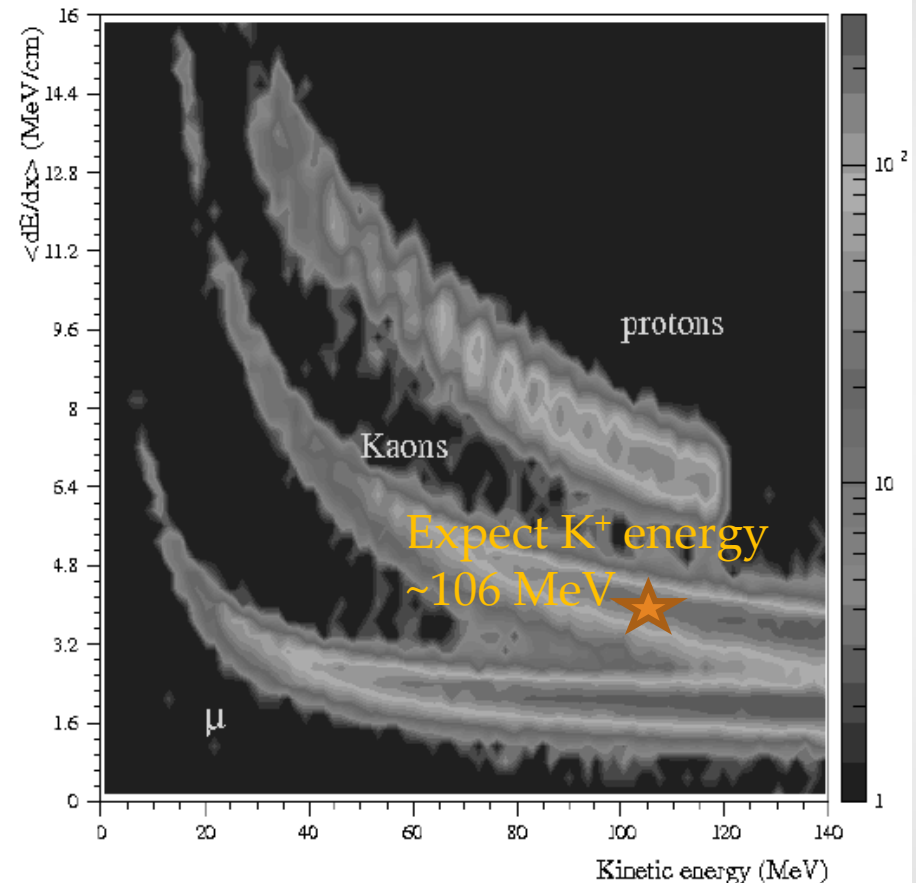 <dE/dx> (MeV/cm)
16
14.4
12.8
11.2
9.6
8
6.4
4.8
3.2
1.6
0
protons
Kaons
Expect K⁺ energy
~106 MeV
μ
0 20 40 60 80 100 120 140
Kinetic energy (MeV)
10²
10
1